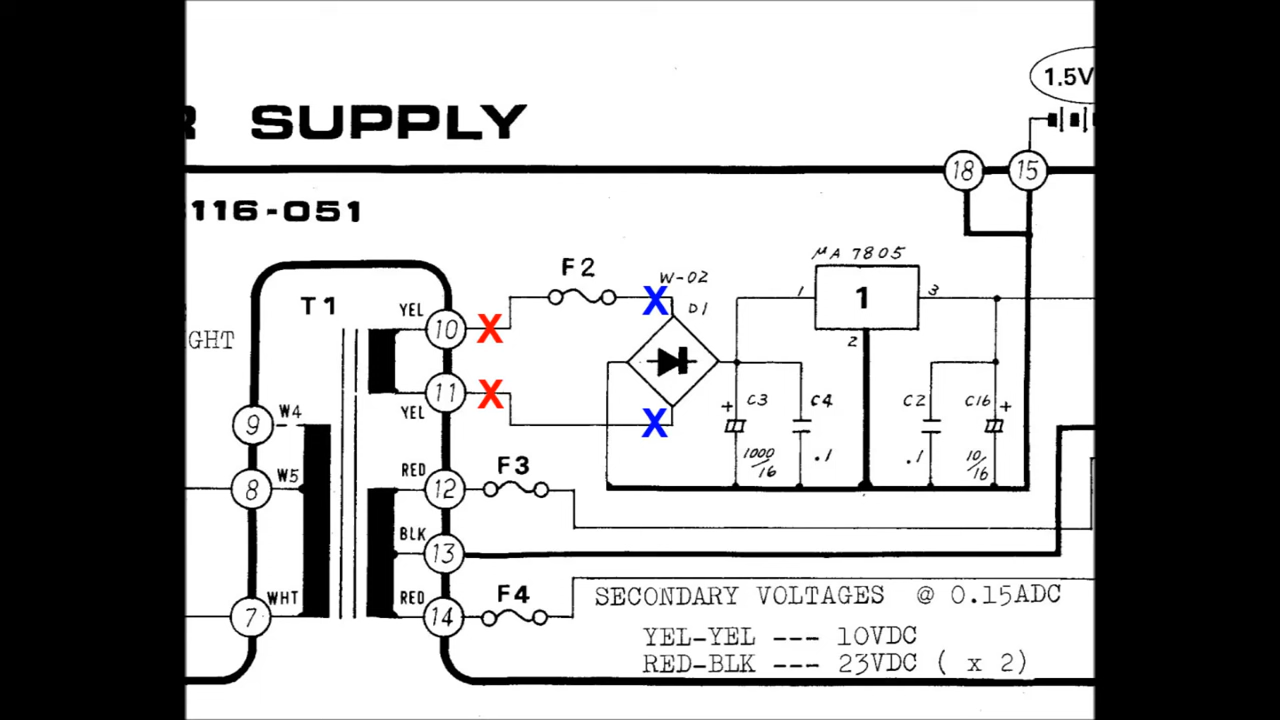 R SUPPLY
1.5V
18 15
116-051
µA 7805
F2
W-02
1 1 3
D1
T1
YEL
10
GHT
2
11
YEL
+ C3 C4 C2 C16 +
9 W4
1000/16 .1 .1 10/16
RED F3
8 W5 12
BLK
13
WHT RED F4
7 14
SECONDARY VOLTAGES @ 0.15ADC
YEL-YEL --- 10VDC
RED-BLK --- 23VDC ( x 2)